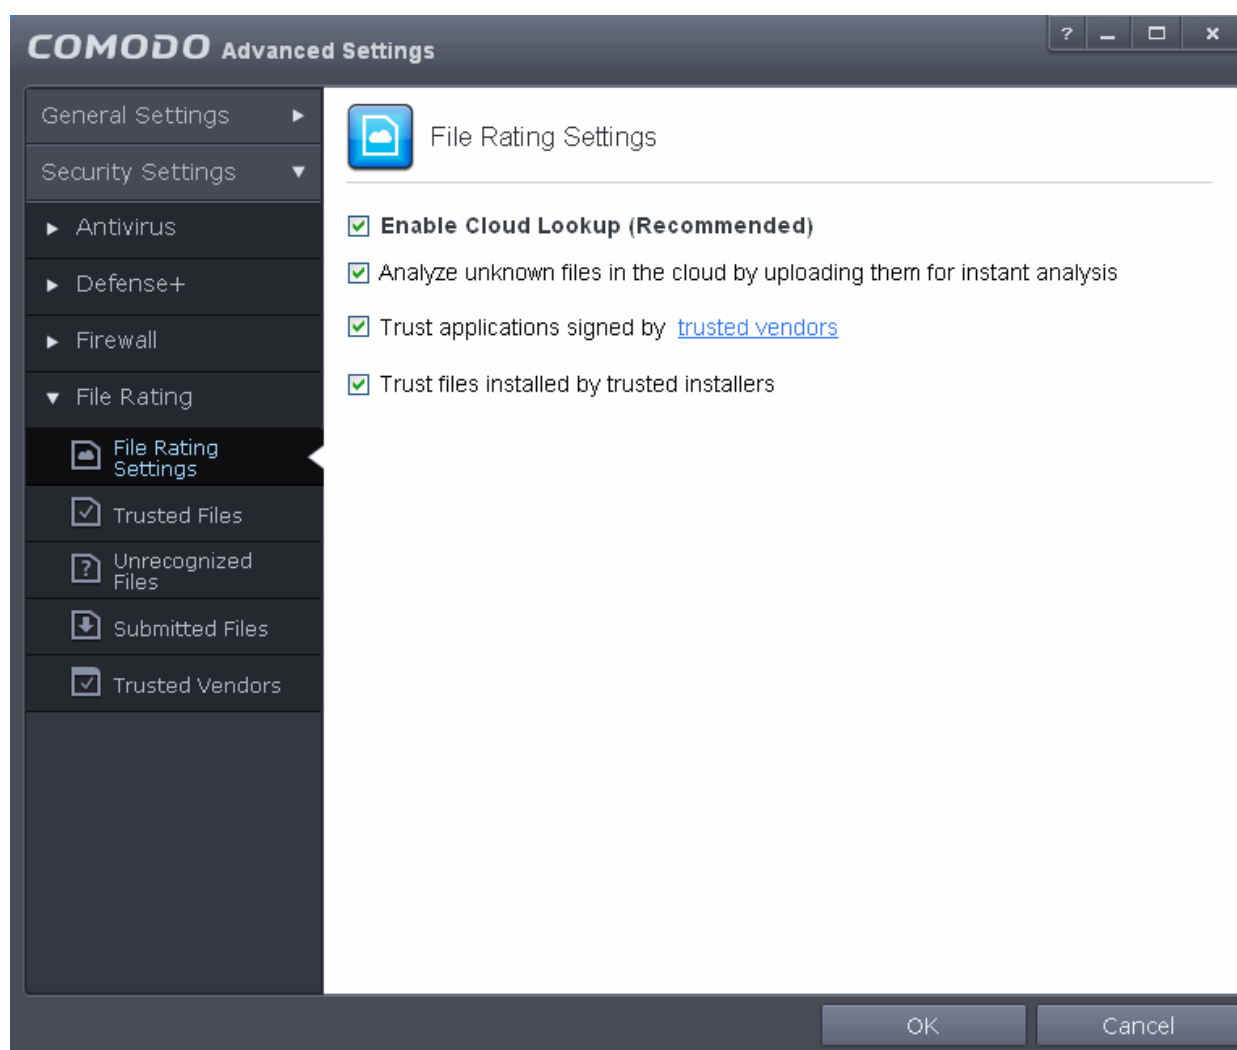 COMODO Advanced Settings
?
General Settings
Security Settings
Antivirus
Defense+
Firewall
File Rating
File Rating
Settings
Trusted Files
Unrecognized
Files
Submitted Files
Trusted Vendors
File Rating Settings
Enable Cloud Lookup (Recommended)
Analyze unknown files in the cloud by uploading them for instant analysis
Trust applications signed by trusted vendors
Trust files installed by trusted installers
OK
Cancel